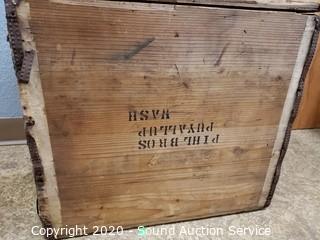 PIHL BROS
PUYALLUP
WASH
Copyright 2020 - Sound Auction Service